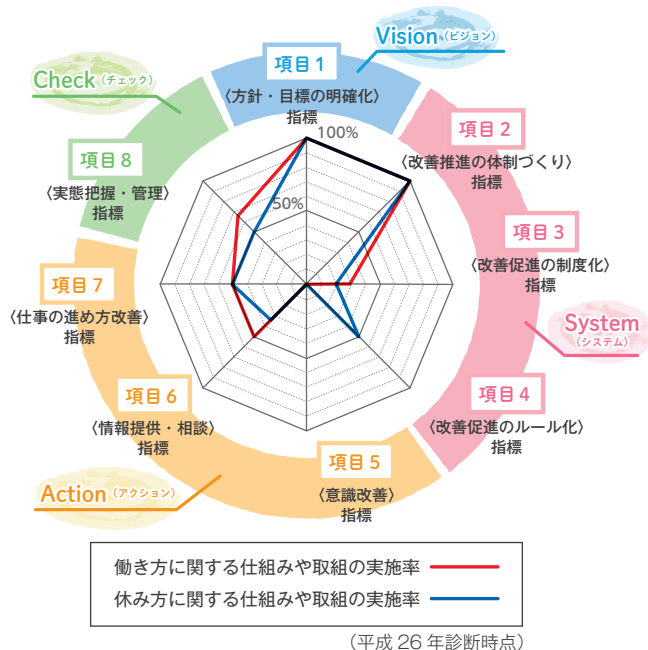 Vision（ビジョン）
項目1
〈方針・目標の明確化〉
指標
Check（チェック）
項目2
〈改善推進の体制づくり〉
指標
100%
50%
項目8
〈実態把握・管理〉
指標
項目3
〈改善促進の制度化〉
指標
項目7
〈仕事の進め方改善〉
指標
System
（システム）
項目4
〈改善促進のルール化〉
指標
項目6
〈情報提供・相談〉
指標
項目5
〈意識改善〉
指標
Action（アクション）
働き方に関する仕組みや取組の実施率
休み方に関する仕組みや取組の実施率
（平成 26 年診断時点）